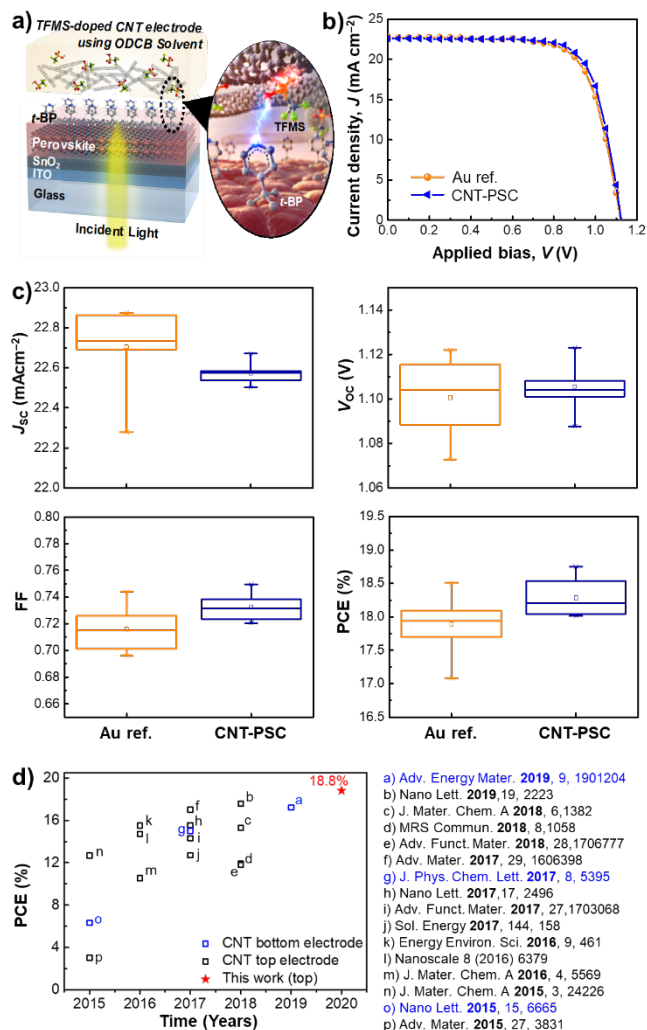 a)
TFMS-doped CNT electrode
using ODCB Solvent
t-BP
Perovskite
SnO2
ITO
Glass
Incident Light
TFMS
t-BP
b)
Current density, J (mA cm−2)
25
20
15
10
5
0
Au ref.
CNT-PSC
0.0 0.2 0.4 0.6 0.8 1.0 1.2
Applied bias, V (V)
c)
JSC (mAcm−2)
23.0
22.8
22.6
22.4
22.2
22.0
VOC (V)
1.14
1.12
1.10
1.08
1.06
FF
0.80
0.78
0.76
0.74
0.72
0.70
0.68
0.66
Au ref. CNT-PSC
PCE (%)
19.5
19.0
18.5
18.0
17.5
17.0
16.5
Au ref. CNT-PSC
d)
PCE (%)
20
16
12
8
4
0
n
o
p
k
l
m
f
h
g
i
j
b
c
d
e
a
18.8%
CNT bottom electrode
CNT top electrode
This work (top)
2015 2016 2017 2018 2019 2020
Time (Years)
a) Adv. Energy Mater. 2019, 9, 1901204
b) Nano Lett. 2019,19, 2223
c) J. Mater. Chem. A 2018, 6,1382
d) MRS Commun. 2018, 8,1058
e) Adv. Funct. Mater. 2018, 28,1706777
f) Adv. Mater. 2017, 29, 1606398
g) J. Phys. Chem. Lett. 2017, 8, 5395
h) Nano Lett. 2017,17, 2496
i) Adv. Funct. Mater. 2017, 27,1703068
j) Sol. Energy 2017, 144, 158
k) Energy Environ. Sci. 2016, 9, 461
l) Nanoscale 8 (2016) 6379
m) J. Mater. Chem. A 2016, 4, 5569
n) J. Mater. Chem. A 2015, 3, 24226
o) Nano Lett. 2015, 15, 6665
p) Adv. Mater. 2015, 27, 3831